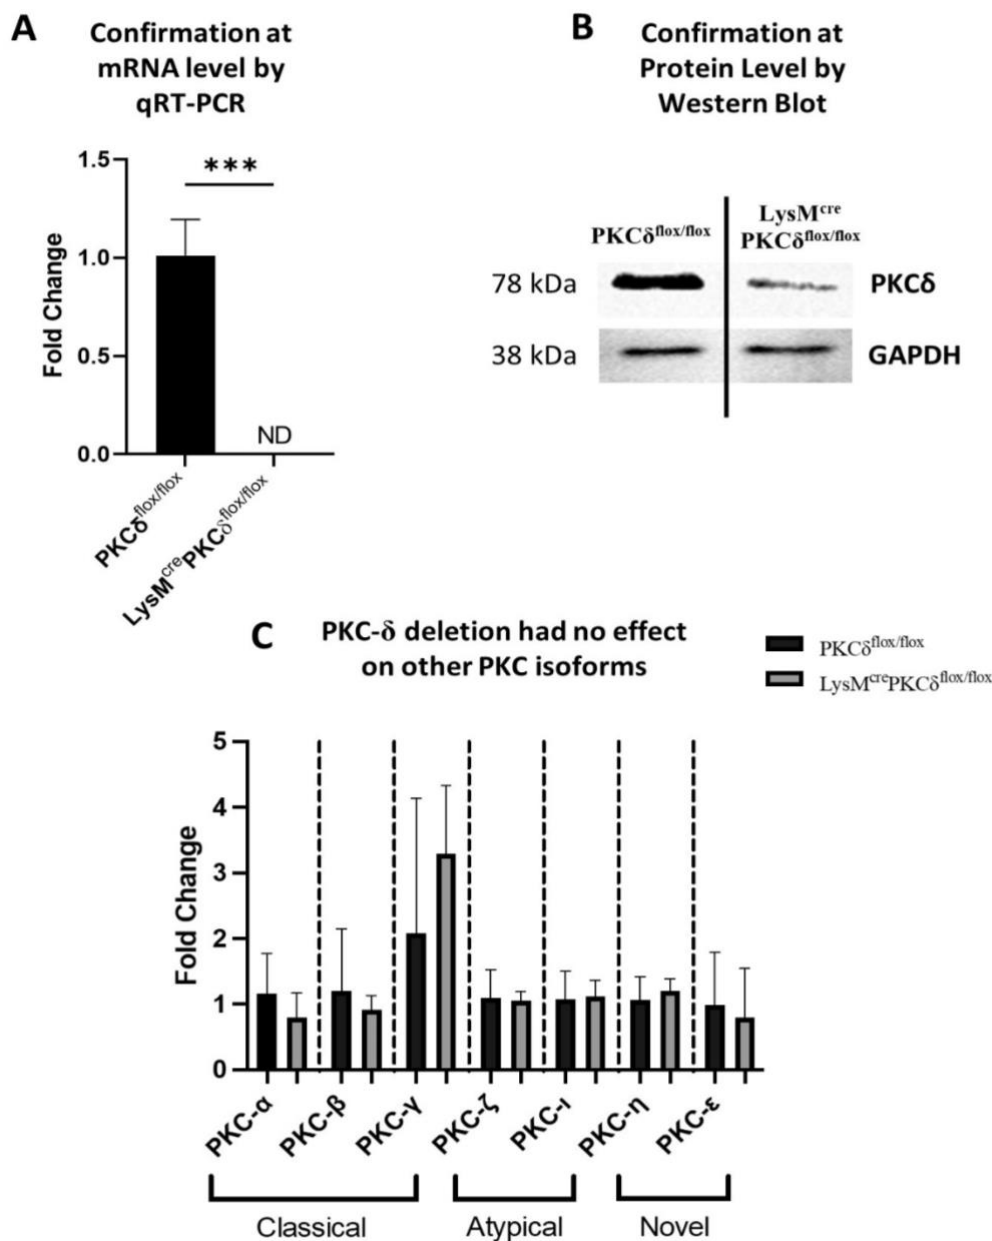 A
Confirmation at
mRNA level by
qRT-PCR
1.5
1.0
0.5
0.0
Fold Change
***
ND
PKCδflox/flox
LysMcrePKCδflox/flox
B
Confirmation at
Protein Level by
Western Blot
PKCδflox/flox
LysMcre
PKCδflox/flox
78 kDa
PKCδ
38 kDa
GAPDH
C
PKC-δ deletion had no effect
on other PKC isoforms
PKCδflox/flox
LysMcrePKCδflox/flox
5
4
3
2
1
0
Fold Change
PKC-α
PKC-β
PKC-γ
PKC-ζ
PKC-ι
PKC-η
PKC-ε
Classical
Atypical
Novel